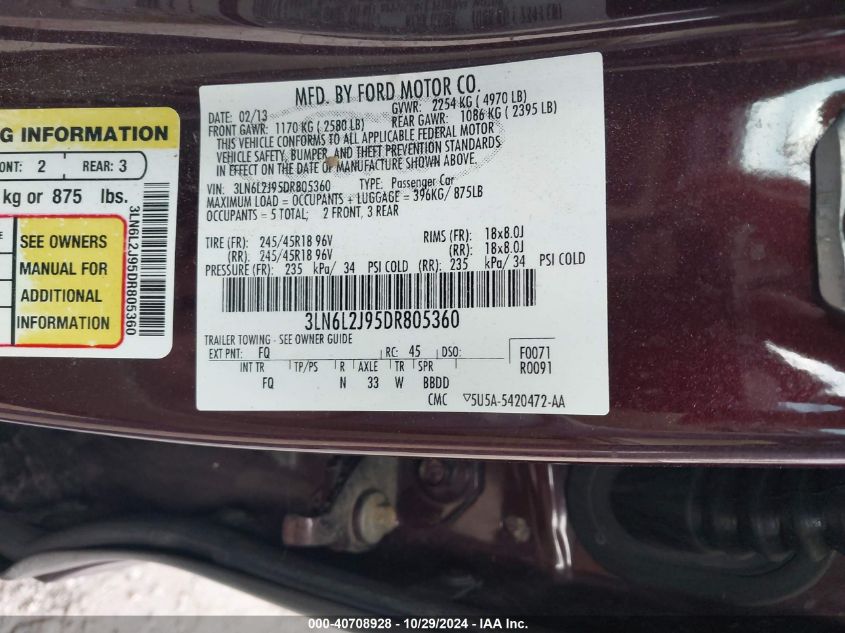 MFD. BY FORD MOTOR CO.
DATE: 02/13 GVWR: 2254 KG ( 4970 LB)
FRONT GAWR: 1170 KG ( 2580 LB) REAR GAWR: 1086 KG ( 2395 LB)
THIS VEHICLE CONFORMS TO ALL APPLICABLE FEDERAL MOTOR
VEHICLE SAFETY, BUMPER, AND THEFT PREVENTION STANDARDS
IN EFFECT ON THE DATE OF MANUFACTURE SHOWN ABOVE.
VIN: 3LN6L2J95DR805360 TYPE: Passenger Car
MAXIMUM LOAD = OCCUPANTS + LUGGAGE = 396KG/ 875LB
OCCUPANTS = 5 TOTAL; 2 FRONT, 3 REAR
TIRE (FR): 245/45R18 96V RIMS (FR): 18x8.0J
(RR): 245/45R18 96V (RR): 18x8.0J
PRESSURE (FR): 235 kPa/ 34 PSI COLD (RR): 235 kPa/ 34 PSI COLD
3LN6L2J95DR805360
TRAILER TOWING - SEE OWNER GUIDE
EXT PNT: FQ RC: 45 DSO: F0071
INT TR TP/PS R AXLE TR SPR R0091
FQ N 33 W BBDD
CMC ▽5U5A-5420472-AA
G INFORMATION
ONT: 2 REAR: 3
kg or 875 lbs.
SEE OWNERS
MANUAL FOR
ADDITIONAL
INFORMATION
3LN6L2J95DR805360
000-40708928 - 10/29/2024 - IAA Inc.